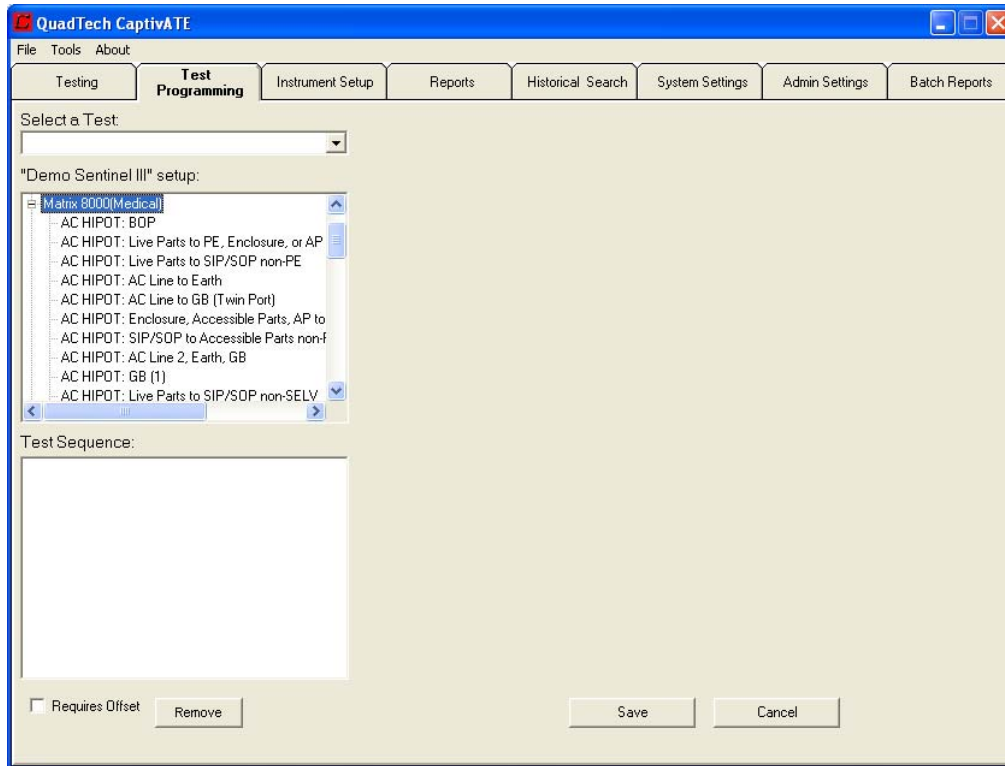 QuadTech CaptivATE
File Tools About
Testing
Test Programming
Instrument Setup
Reports
Historical Search
System Settings
Admin Settings
Batch Reports
Select a Test:
"Demo Sentinel III" setup:
Matrix 8000(Medical)
AC HIPOT: BOP
AC HIPOT: Live Parts to PE, Enclosure, or AP
AC HIPOT: Live Parts to SIP/SOP non-PE
AC HIPOT: AC Line to Earth
AC HIPOT: AC Line to GB (Twin Port)
AC HIPOT: Enclosure, Accessible Parts, AP to
AC HIPOT: SIP/SOP to Accessible Parts
AC HIPOT: AC Line 2, Earth, GB
AC HIPOT: GB (1)
AC HIPOT: Live Parts to SIP/SOP non-SELV
Test Sequence:
Requires Offset
Remove
Save
Cancel